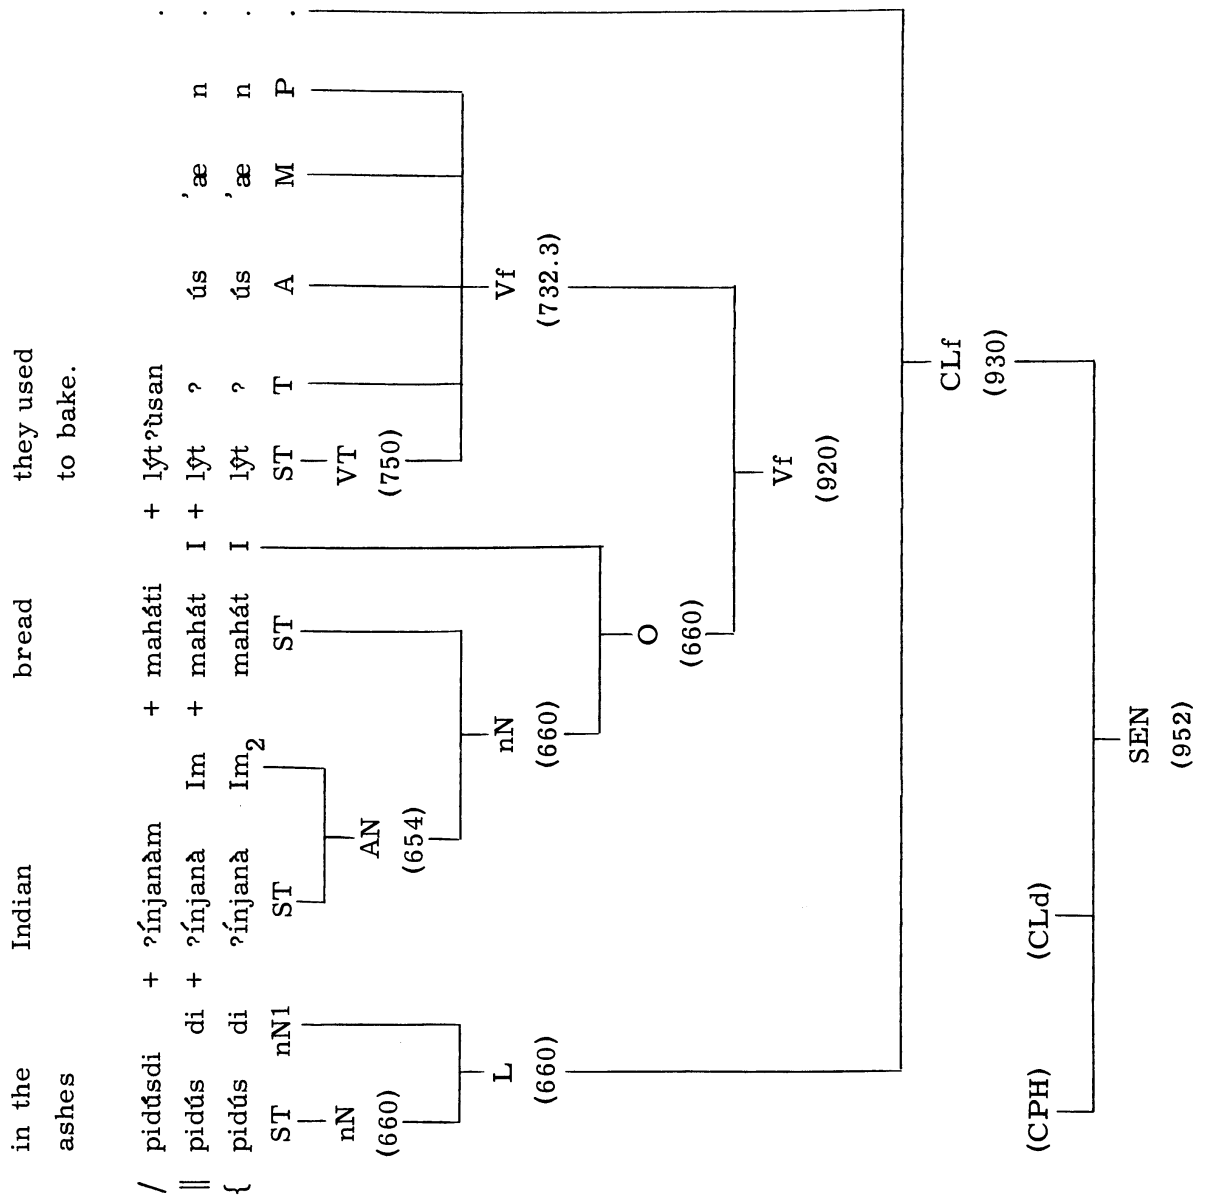 in the Indian bread they used
ashes to bake.
/ pidúsdi + ʔínjanàm + maháti + lýtʔùsan .
‖ pidús di + ʔínjanà Im + mahát I + lýt ʔ ús ʼæ n .
{ pidús di ʔínjanà Im₂ mahát I lýt ʔ ús ʼæ n .
ST nN1 ST ST ST T A M P .
nN VT
AN
(660) (750)
(654)
L nN Vf
(660) (660) (732.3)
O
(660)
Vf
(920)
CLf
(930)
(CPH) (CLd)
SEN
(952)